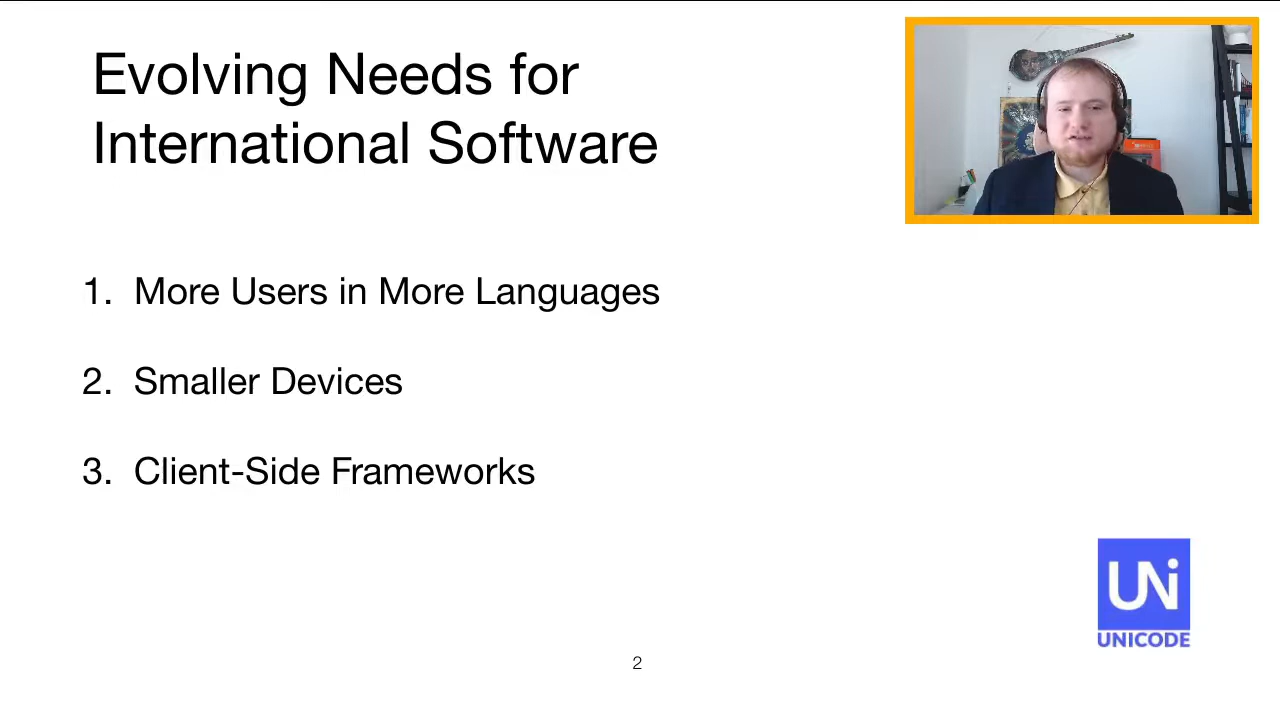 Evolving Needs for
International Software
1. More Users in More Languages
2. Smaller Devices
3. Client-Side Frameworks
UNi
UNICODE
2